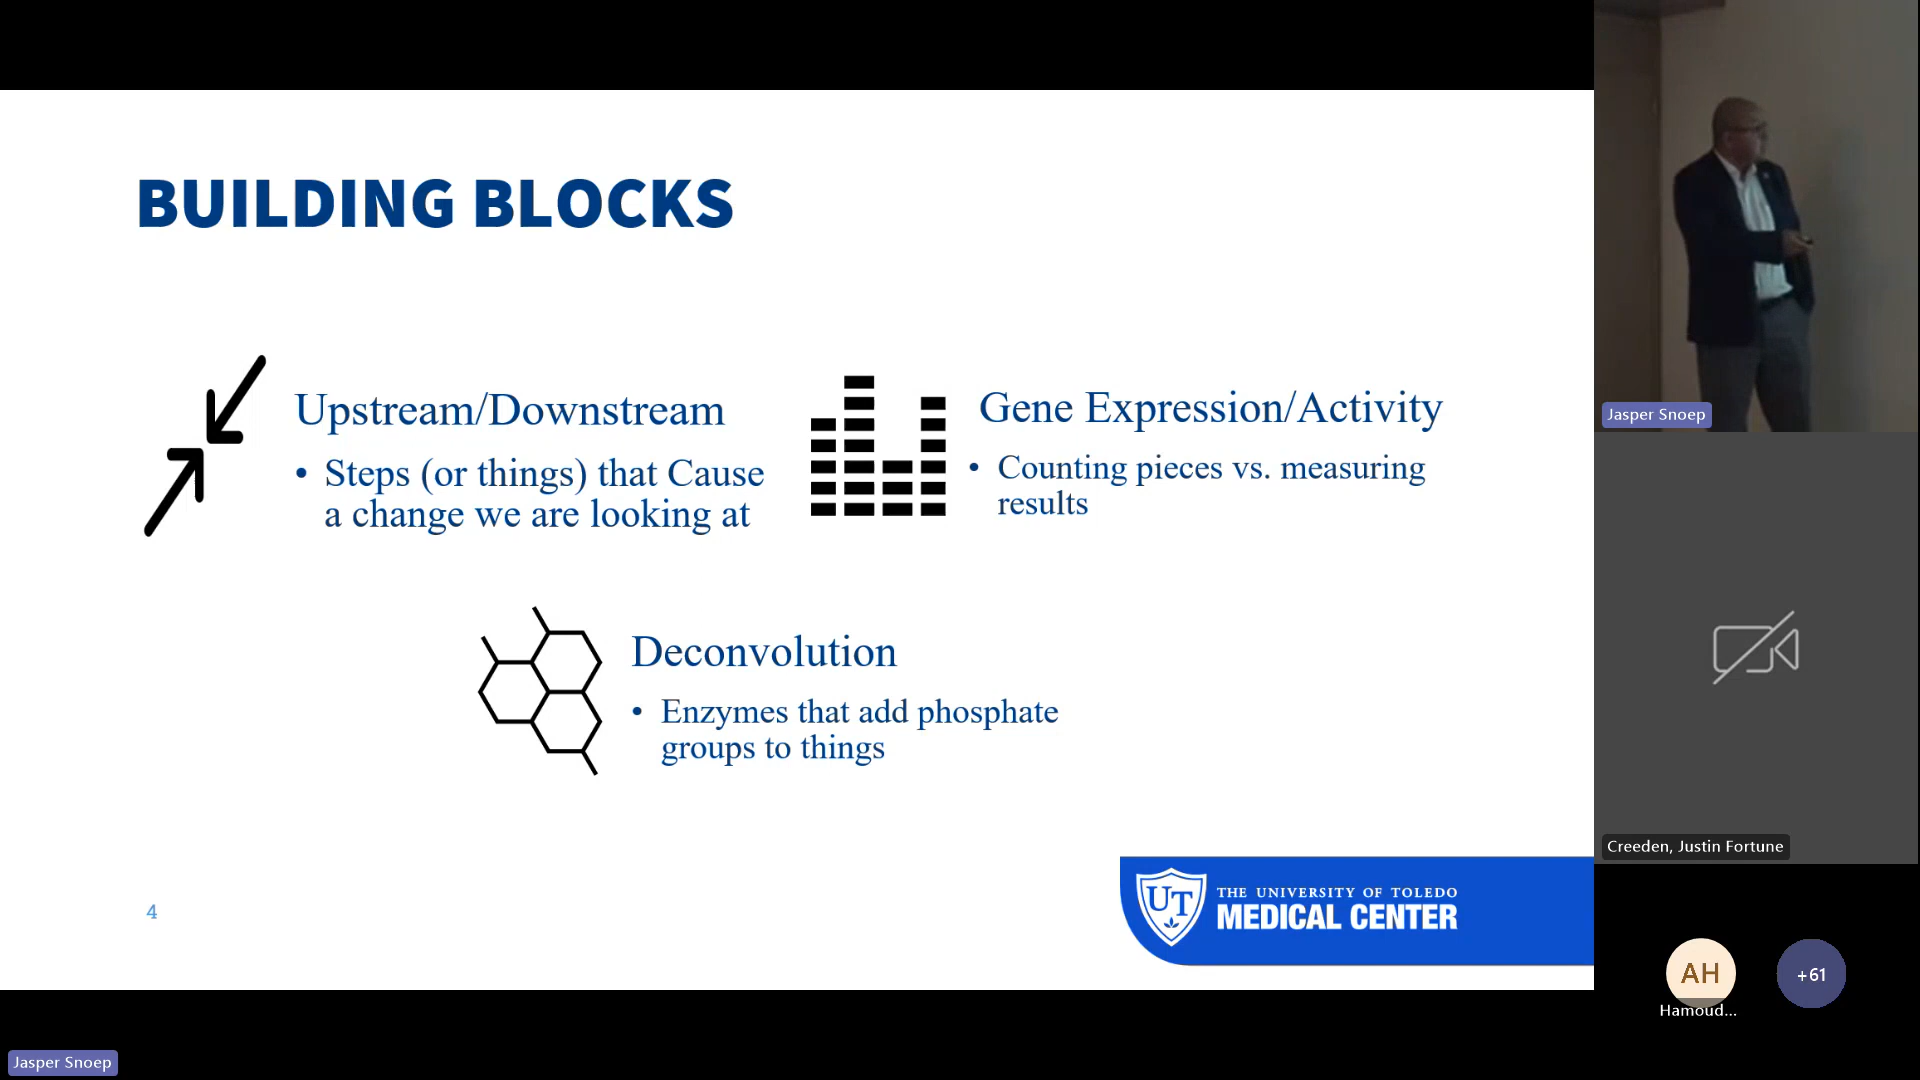 BUILDING BLOCKS
Upstream/Downstream
• Steps (or things) that Cause
a change we are looking at
Gene Expression/Activity
• Counting pieces vs. measuring
results
Deconvolution
• Enzymes that add phosphate
groups to things
4
UT
THE UNIVERSITY OF TOLEDO
MEDICAL CENTER
Jasper Snoep
Creeden, Justin Fortune
AH
Hamoud...
+61
Jasper Snoep